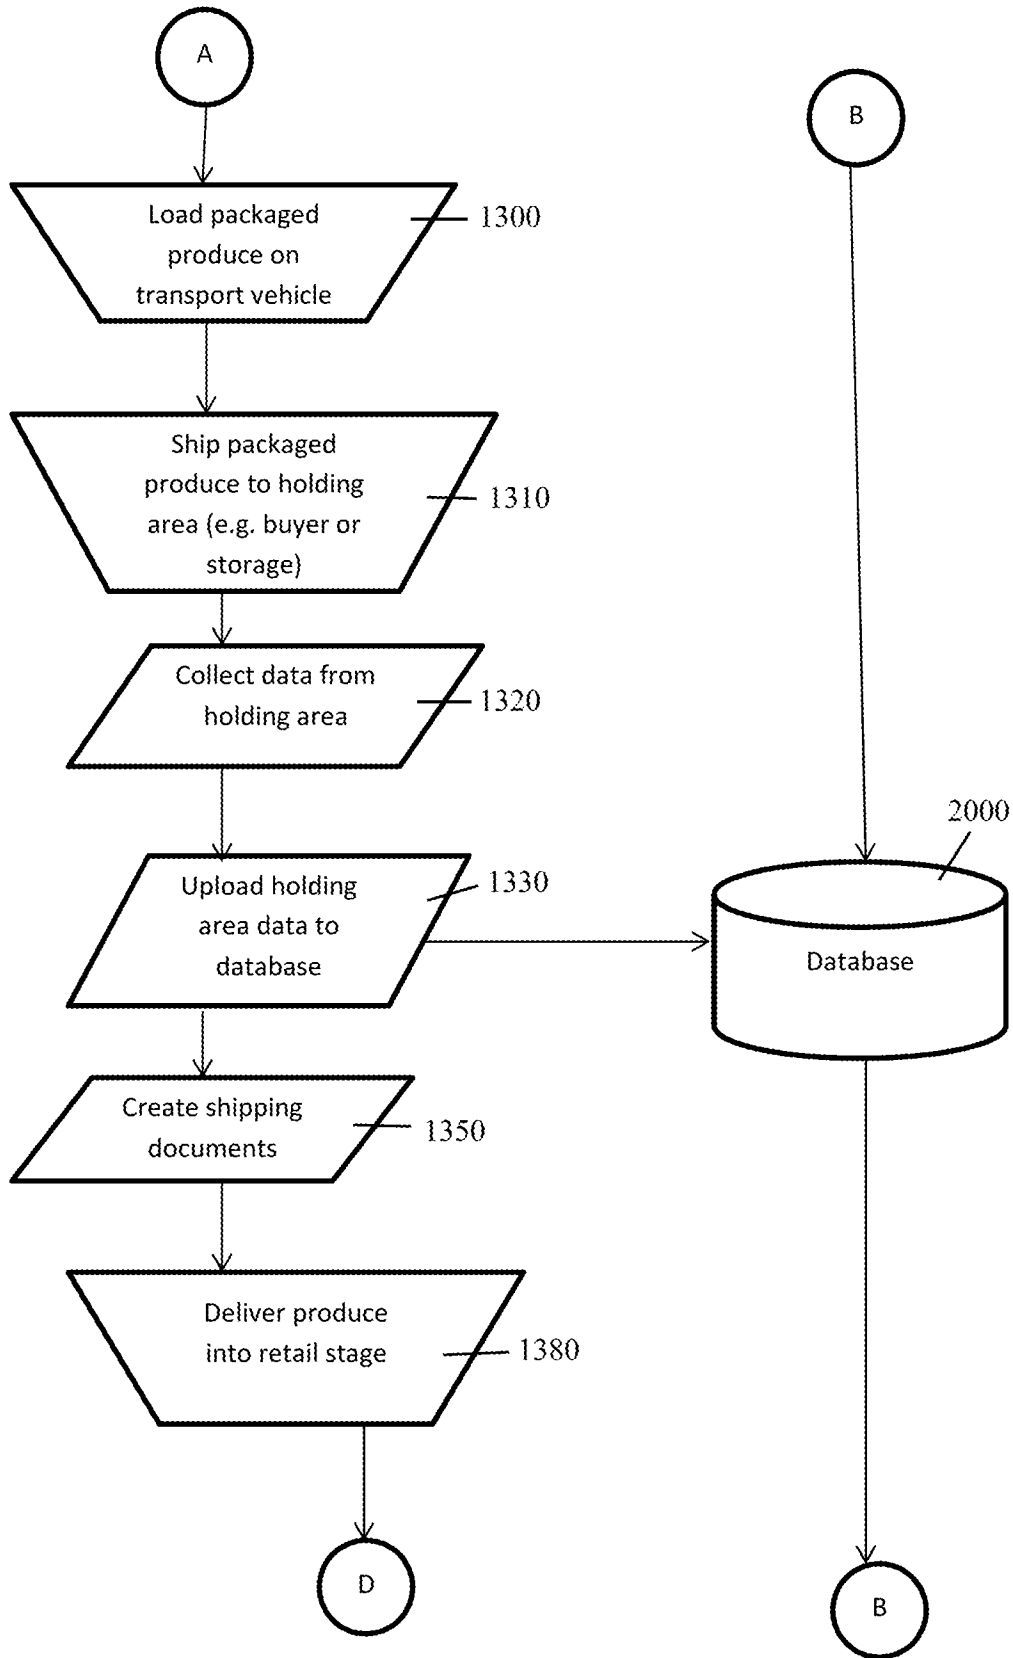 A
B
Load packaged
produce on
transport vehicle
1300
Ship packaged
produce to holding
area (e.g. buyer or
storage)
1310
Collect data from
holding area
1320
2000
Upload holding
area data to
database
1330
Database
Create shipping
documents
1350
Deliver produce
into retail stage
1380
D
B